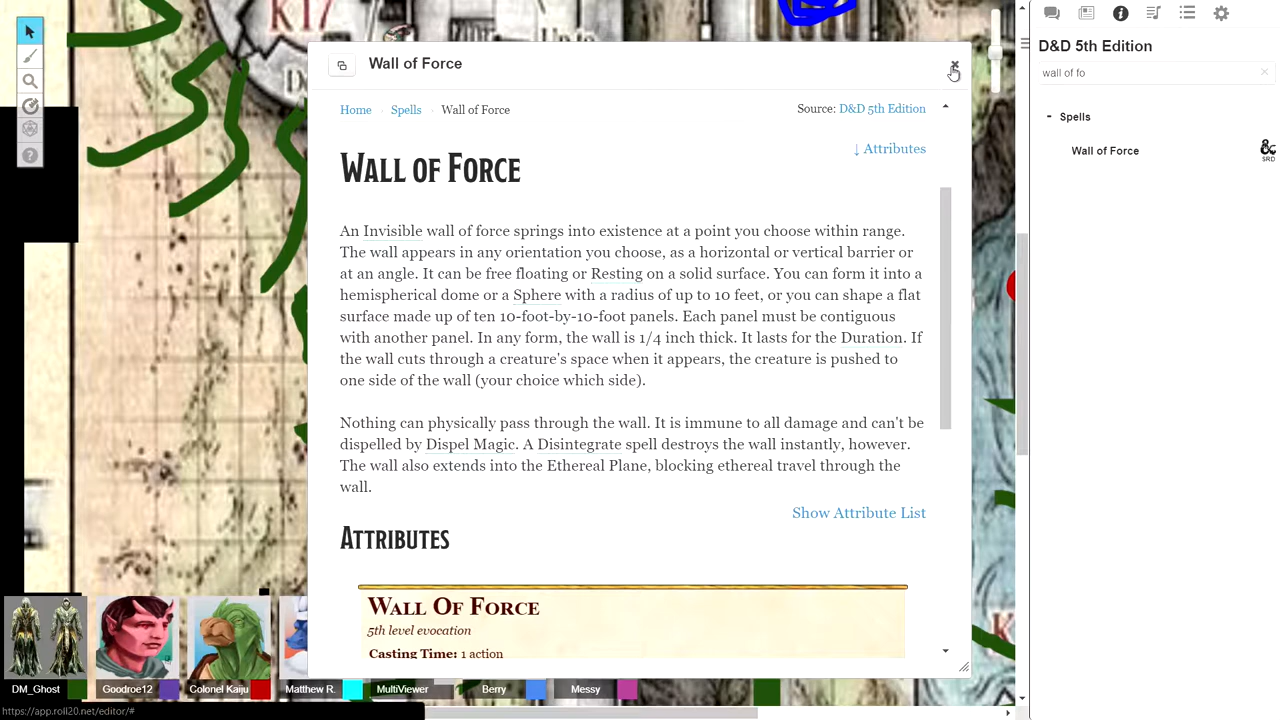 K17
Wall of Force
Home · Spells · Wall of Force
Source: D&D 5th Edition
↓ Attributes
Wall of Force
An Invisible wall of force springs into existence at a point you choose within range.
The wall appears in any orientation you choose, as a horizontal or vertical barrier or
at an angle. It can be free floating or Resting on a solid surface. You can form it into a
hemispherical dome or a Sphere with a radius of up to 10 feet, or you can shape a flat
surface made up of ten 10-foot-by-10-foot panels. Each panel must be contiguous
with another panel. In any form, the wall is 1/4 inch thick. It lasts for the Duration. If
the wall cuts through a creature's space when it appears, the creature is pushed to
one side of the wall (your choice which side).
Nothing can physically pass through the wall. It is immune to all damage and can't be
dispelled by Dispel Magic. A Disintegrate spell destroys the wall instantly, however.
The wall also extends into the Ethereal Plane, blocking ethereal travel through the
wall.
Show Attribute List
Attributes
Wall Of Force
5th level evocation
Casting Time: 1 action
D&D 5th Edition
wall of fo
- Spells
Wall of Force
&
SRD
DM_Ghost
Goodroe12
Colonel Kaiju
Matthew R.
MultiViewer
Berry
Messy
https://app.roll20.net/editor/#